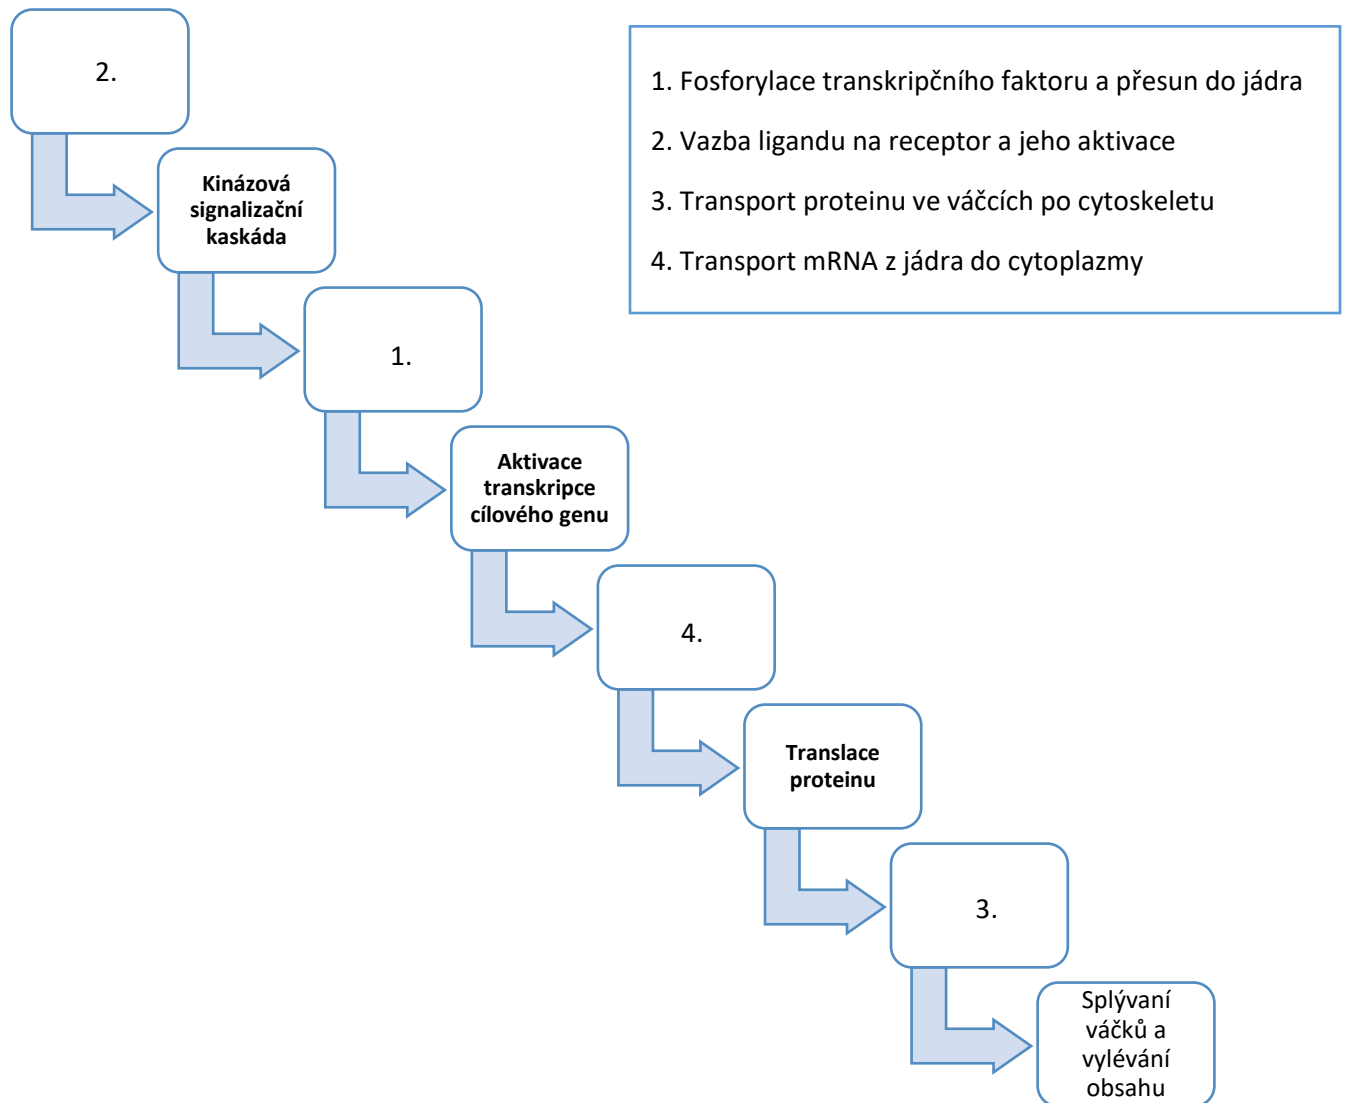 2.
1. Fosforylace transkripčního faktoru a přesun do jádra
2. Vazba ligandu na receptor a jeho aktivace
3. Transport proteinu ve váčcích po cytoskeletu
4. Transport mRNA z jádra do cytoplazmy
Kinázová
signalizační
kaskáda
1.
Aktivace
transkripce
cílového genu
4.
Translace
proteinu
3.
Splývaní
váčků a
vylévání
obsahu